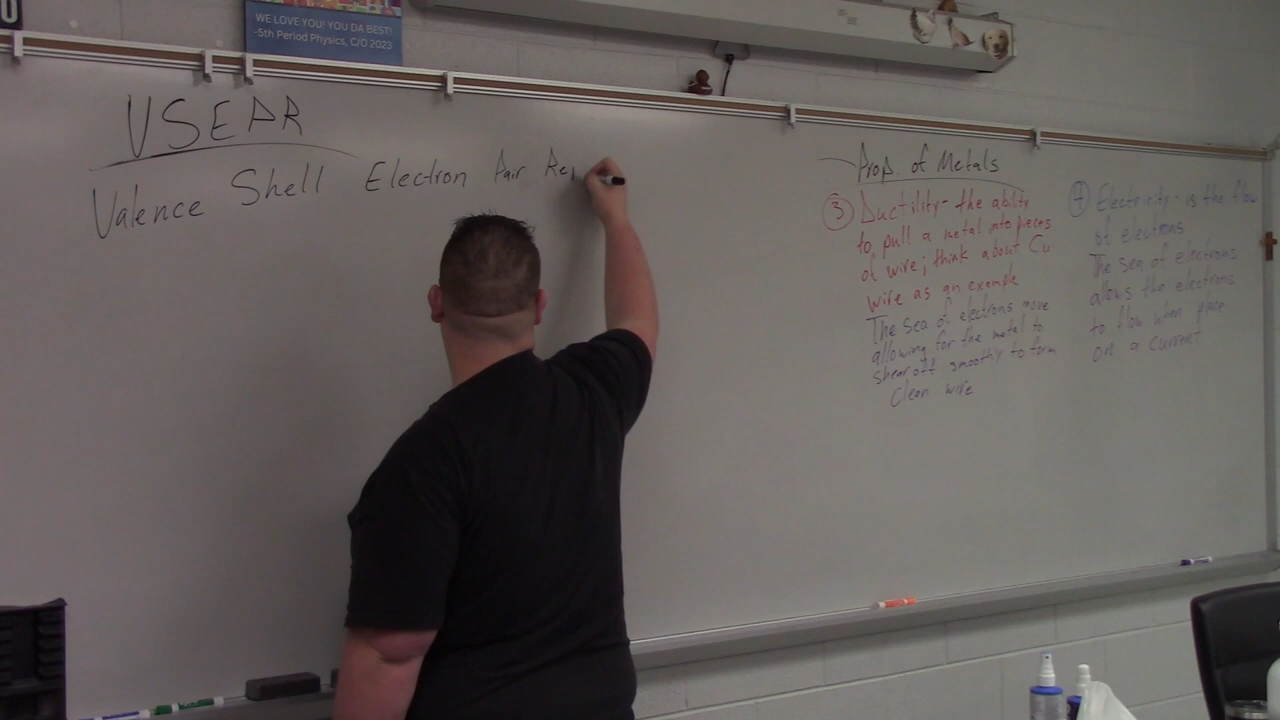 WE LOVE YOU! YOU DA BEST!
-5th Period Physics, C/O 2023
VSEPR
Valence Shell Electron Pair Rep
Prop. of Metals
③ Ductility - the ability
to pull a metal into pieces
of wire; think about Cu
wire as an example
The sea of electrons move
allowing for the metal to
shear off smoothly to form
Clean wire
④ Electricity - is the flow
of electrons
The sea of electrons
allows the electrons
to flow when place
on a current